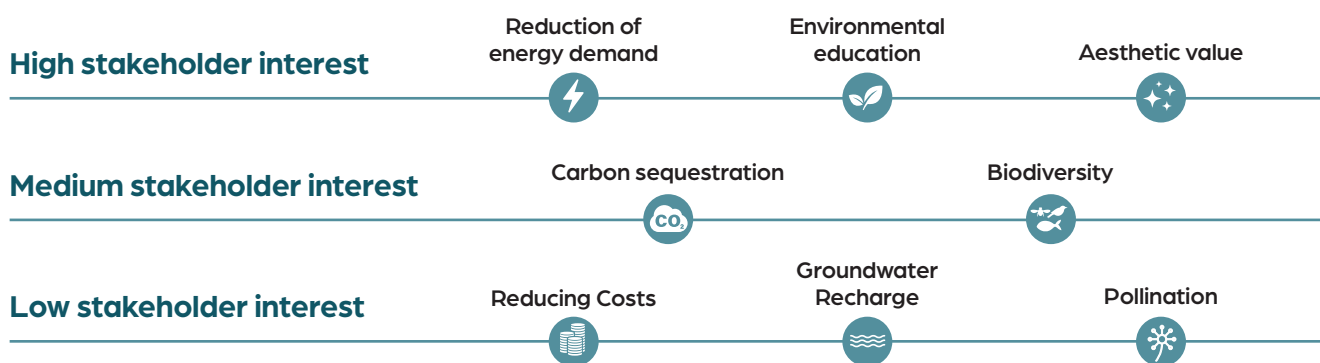 High stakeholder interest
Reduction of
energy demand
Environmental
education
Aesthetic value
Medium stakeholder interest
Carbon sequestration
CO₂
Biodiversity
Low stakeholder interest
Reducing Costs
Groundwater
Recharge
Pollination